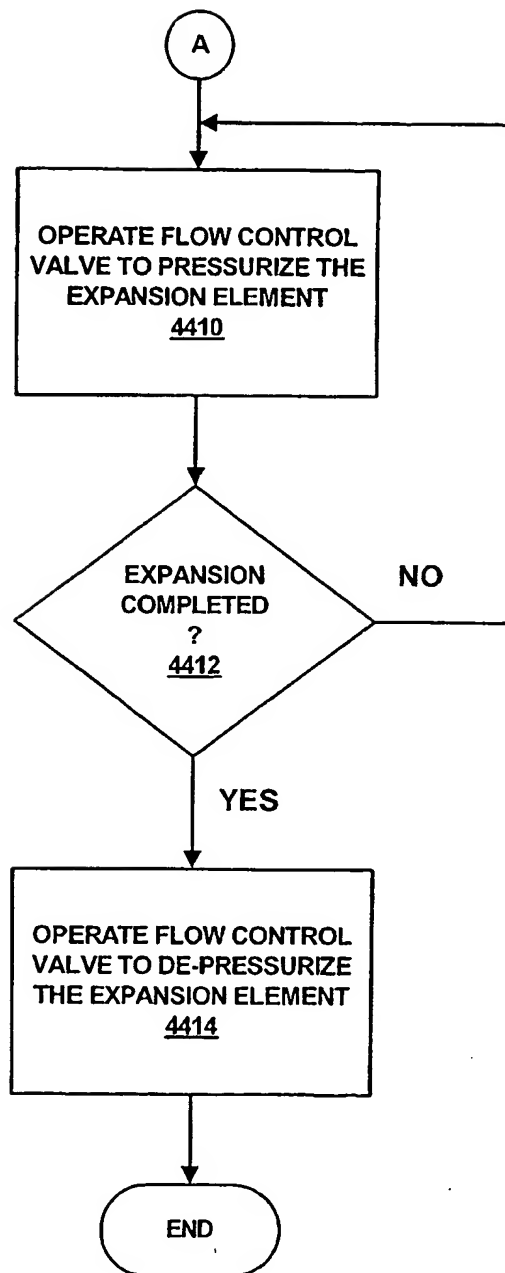 A
OPERATE FLOW CONTROL
VALVE TO PRESSURIZE THE
EXPANSION ELEMENT
4410
EXPANSION
COMPLETED
?
4412
NO
YES
OPERATE FLOW CONTROL
VALVE TO DE-PRESSURIZE
THE EXPANSION ELEMENT
4414
END